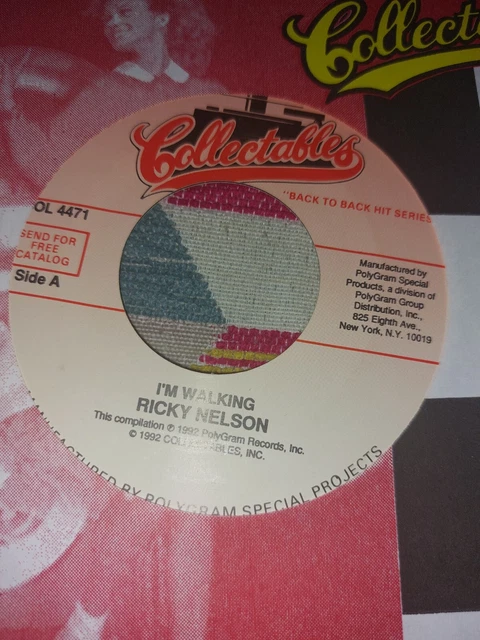 Collect
Collectables
"BACK TO BACK HIT SERIES
OL 4471
SEND FOR
FREE
CATALOG
Side A
Manufactured by
PolyGram Special
Products, a division of
PolyGram Group
Distribution, Inc.,
825 Eighth Ave.,
New York, N.Y. 10019
I'M WALKING
RICKY NELSON
This compilation ℗ 1992 PolyGram Records, Inc.
© 1992 COLLECTABLES, INC.
FACTURED BY POLYGRAM SPECIAL PROJECTS